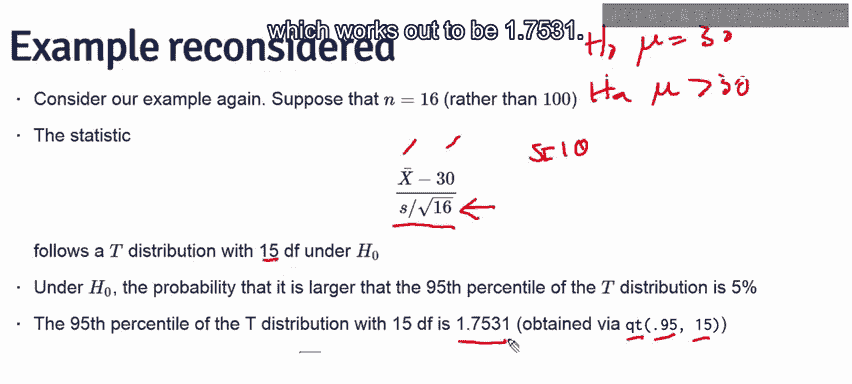 which works out to be 1.7531.
Example reconsidered
H₀ μ = 30
Ha μ > 30
· Consider our example again. Suppose that n = 16 (rather than 100)
· The statistic
X̄ − 30
s/√16
follows a T distribution with 15 df under H₀
· Under H₀, the probability that it is larger that the 95th percentile of the T distribution is 5%
· The 95th percentile of the T distribution with 15 df is 1.7531 (obtained via qt(.95, 15))